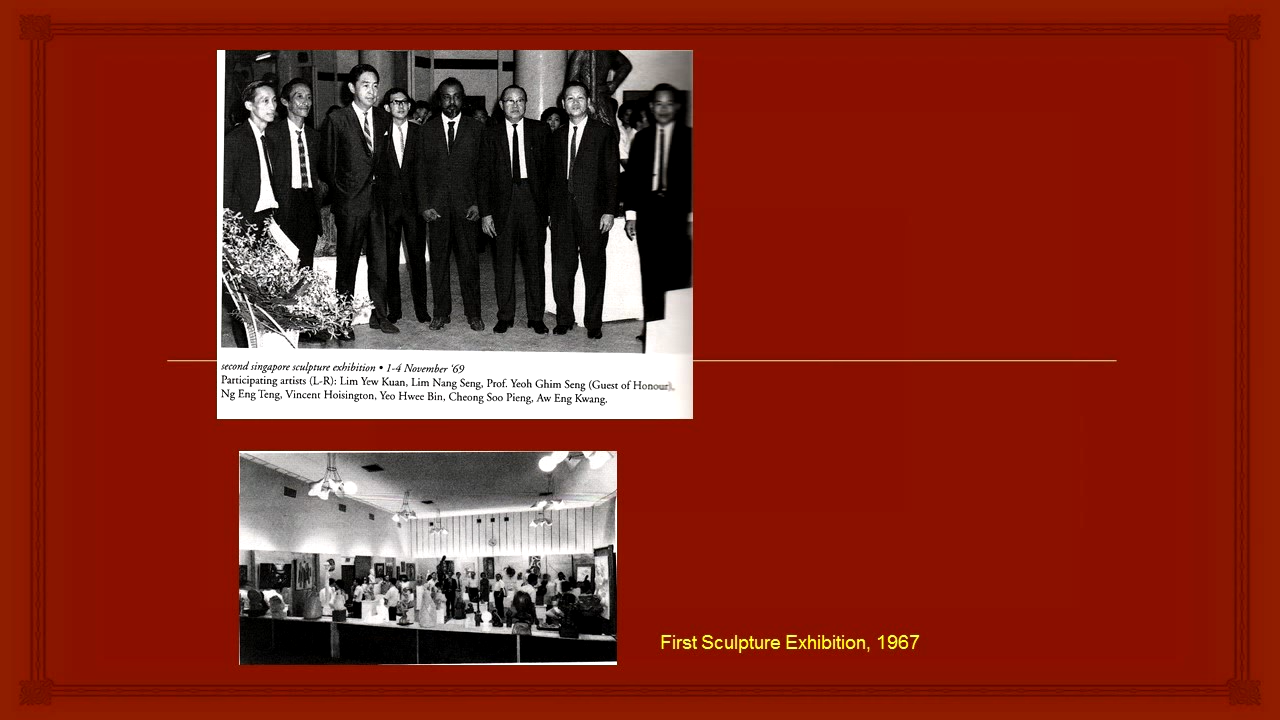 second singapore sculpture exhibition • 1-4 November '69
Participating artists (L-R): Lim Yew Kuan, Lim Nang Seng, Prof. Yeoh Ghim Seng (Guest of Honour),
Ng Eng Teng, Vincent Hoisington, Yeo Hwee Bin, Cheong Soo Pieng, Aw Eng Kwang.
First Sculpture Exhibition, 1967